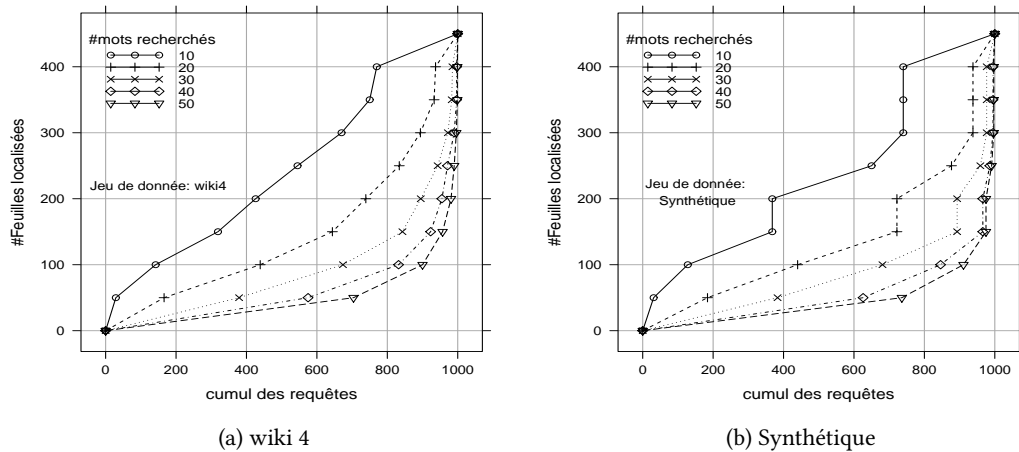 #mots recherchés
10
20
30
40
50
Jeu de donnée: wiki4
#Feuilles localisées
400
300
200
100
0
0 200 400 600 800 1000
cumul des requêtes
(a) wiki 4
#mots recherchés
10
20
30
40
50
Jeu de donnée:
Synthétique
#Feuilles localisées
400
300
200
100
0
0 200 400 600 800 1000
cumul des requêtes
(b) Synthétique